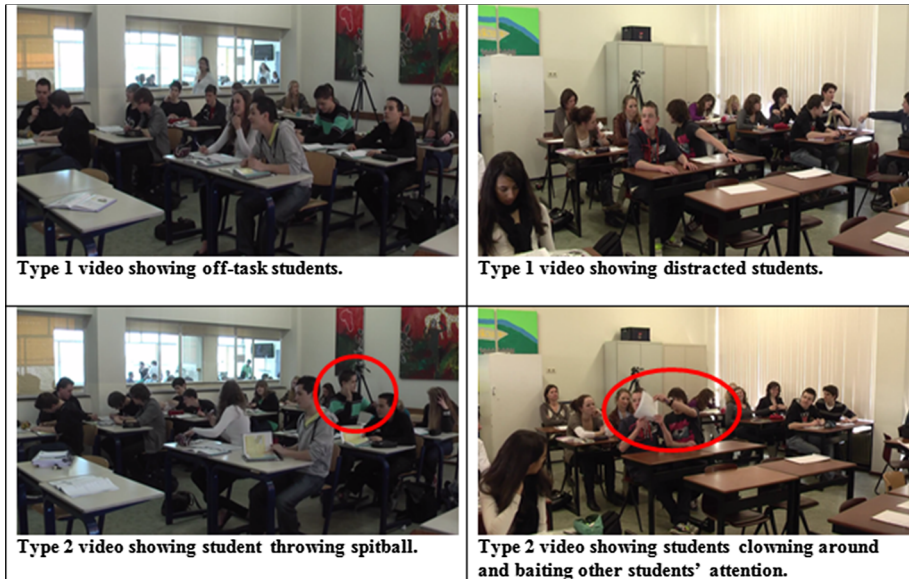 Type 1 video showing off-task students.
Type 1 video showing distracted students.
Type 2 video showing student throwing spitball.
Type 2 video showing students clowning around
and baiting other students' attention.